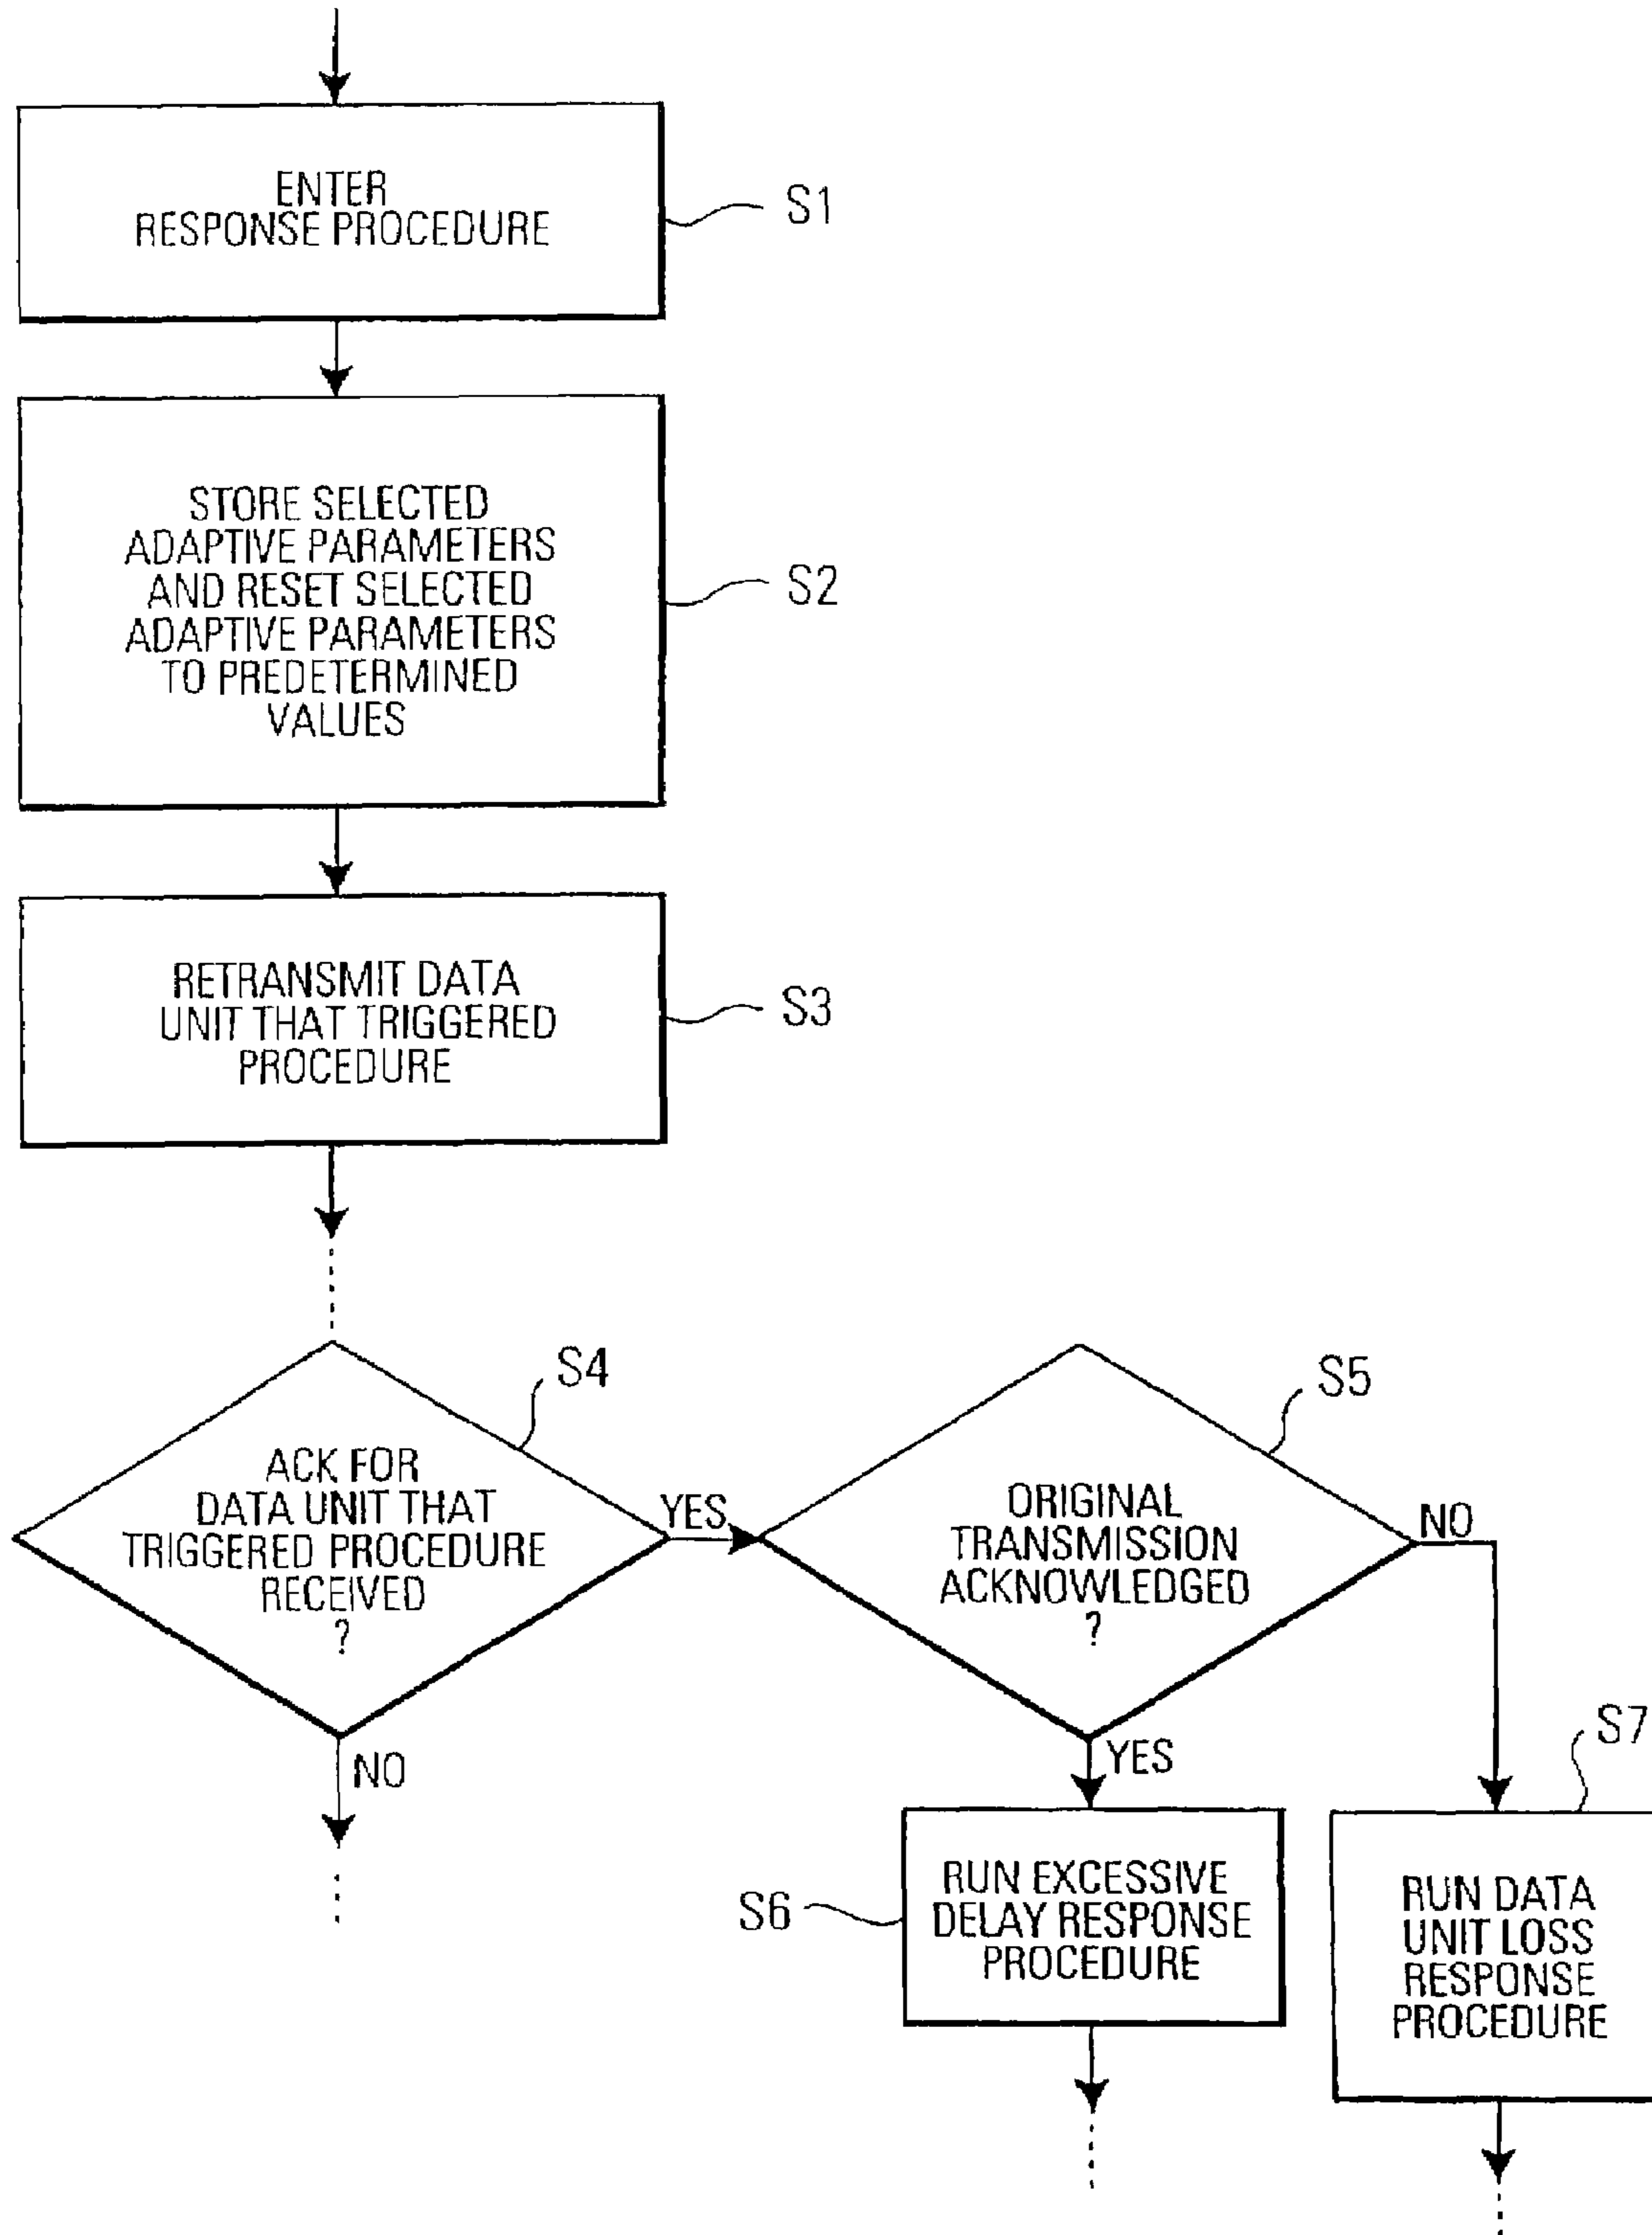 ENTER
RESPONSE PROCEDURE
S1
STORE SELECTED
ADAPTIVE PARAMETERS
AND RESET SELECTED
ADAPTIVE PARAMETERS
TO PREDETERMINED
VALUES
S2
RETRANSMIT DATA
UNIT THAT TRIGGERED
PROCEDURE
S3
S4
ACK FOR
DATA UNIT THAT
TRIGGERED PROCEDURE
RECEIVED
?
YES
NO
S5
ORIGINAL
TRANSMISSION
ACKNOWLEDGED
?
NO
YES
S6
RUN EXCESSIVE
DELAY RESPONSE
PROCEDURE
S7
RUN DATA
UNIT LOSS
RESPONSE
PROCEDURE